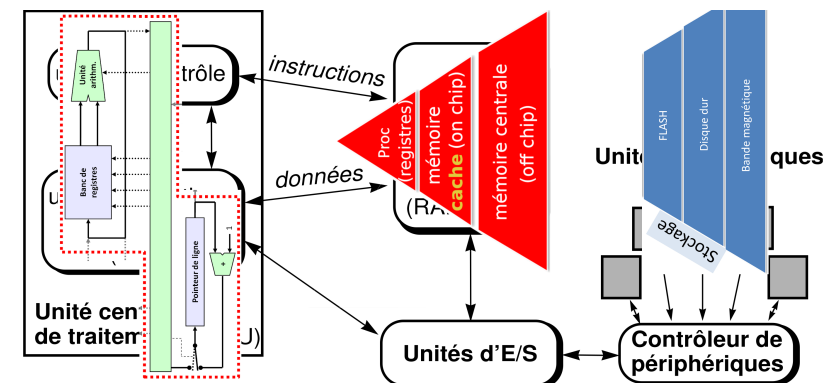 trôle
Unité
arithm.
Banc de
registres
Pointeur de ligne
+
1
Unité cen
de traitem
U)
instructions
données
Proc
(registres)
mémoire
cache (on chip)
mémoire centrale
(off chip)
(RA
Unités d'E/S
FLASH
Disque dur
Bande magnétique
Unit
ques
Stockage
Contrôleur de
périphériques